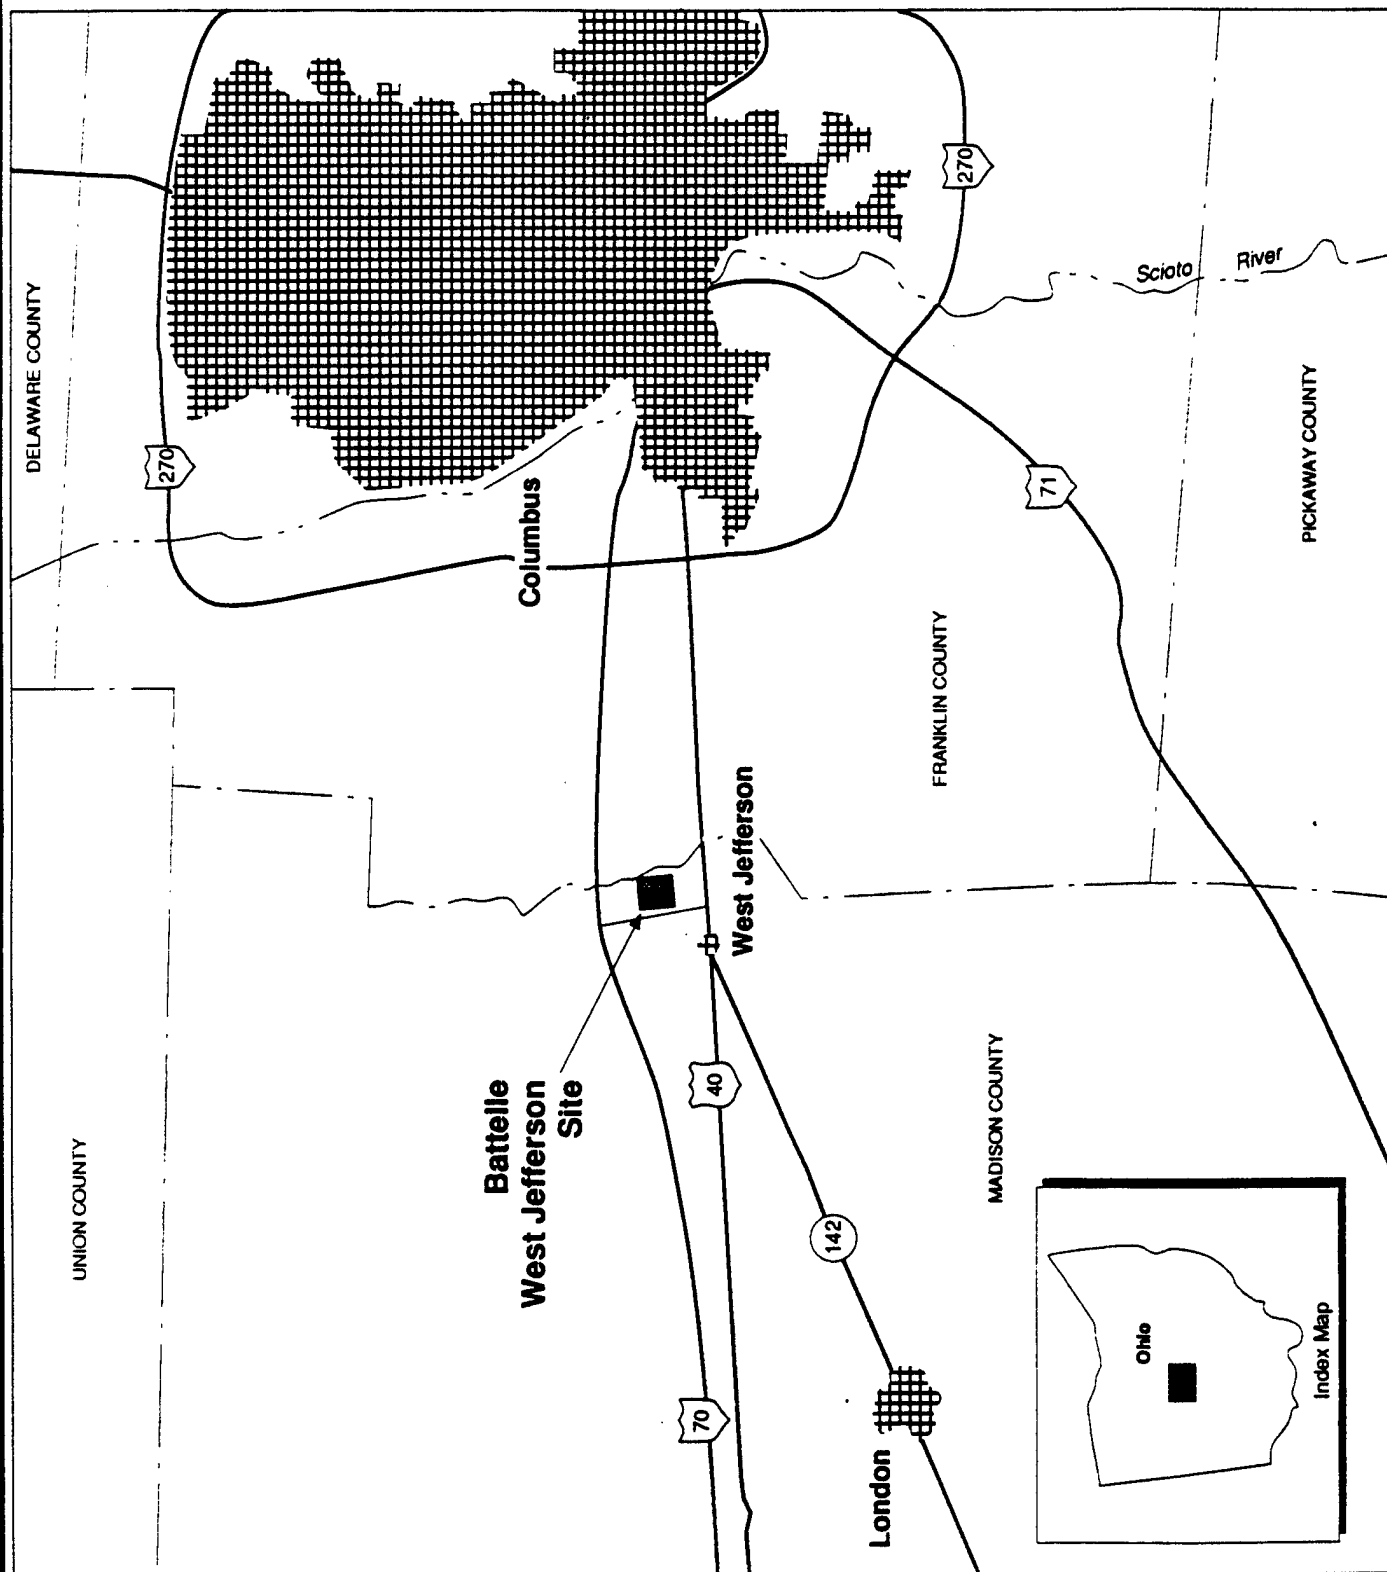 DELAWARE COUNTY
UNION COUNTY
270
Battelle
West Jefferson
Site
Columbus
70
40
West Jefferson
142
London
FRANKLIN COUNTY
270
MADISON COUNTY
71
Scioto River
Ohio
Index Map
PICKAWAY COUNTY